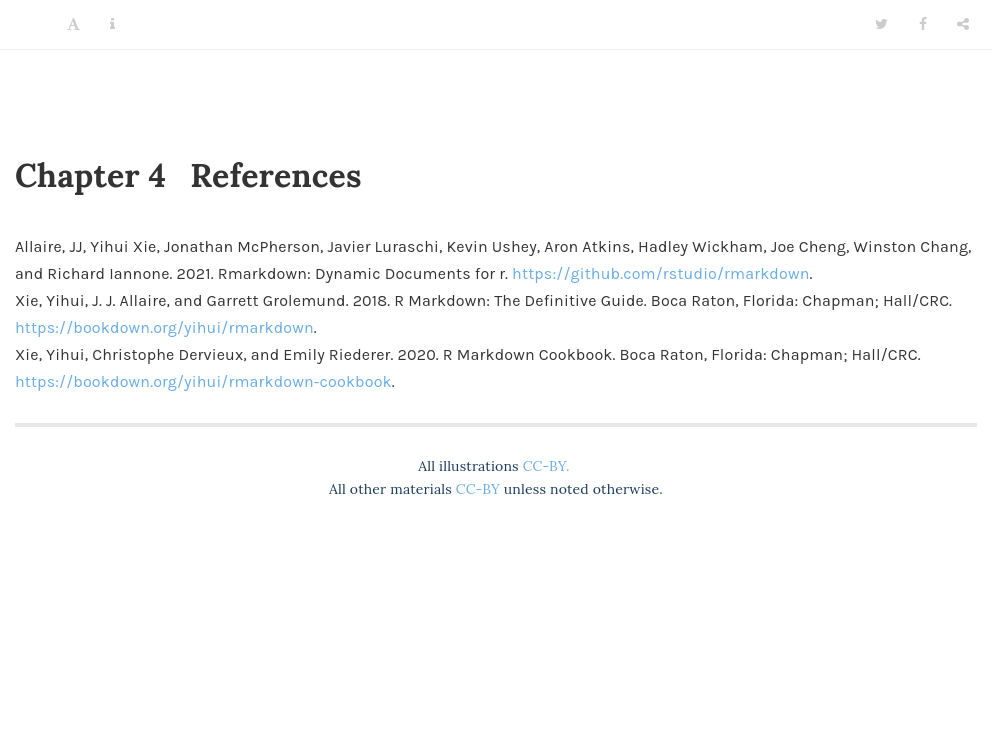 Chapter 4 References
Allaire, JJ, Yihui Xie, Jonathan McPherson, Javier Luraschi, Kevin Ushey, Aron Atkins, Hadley Wickham, Joe Cheng, Winston Chang,
and Richard Iannone. 2021. Rmarkdown: Dynamic Documents for r. https://github.com/rstudio/rmarkdown.
Xie, Yihui, J. J. Allaire, and Garrett Grolemund. 2018. R Markdown: The Definitive Guide. Boca Raton, Florida: Chapman; Hall/CRC.
https://bookdown.org/yihui/rmarkdown.
Xie, Yihui, Christophe Dervieux, and Emily Riederer. 2020. R Markdown Cookbook. Boca Raton, Florida: Chapman; Hall/CRC.
https://bookdown.org/yihui/rmarkdown-cookbook.
All illustrations CC-BY.
All other materials CC-BY unless noted otherwise.